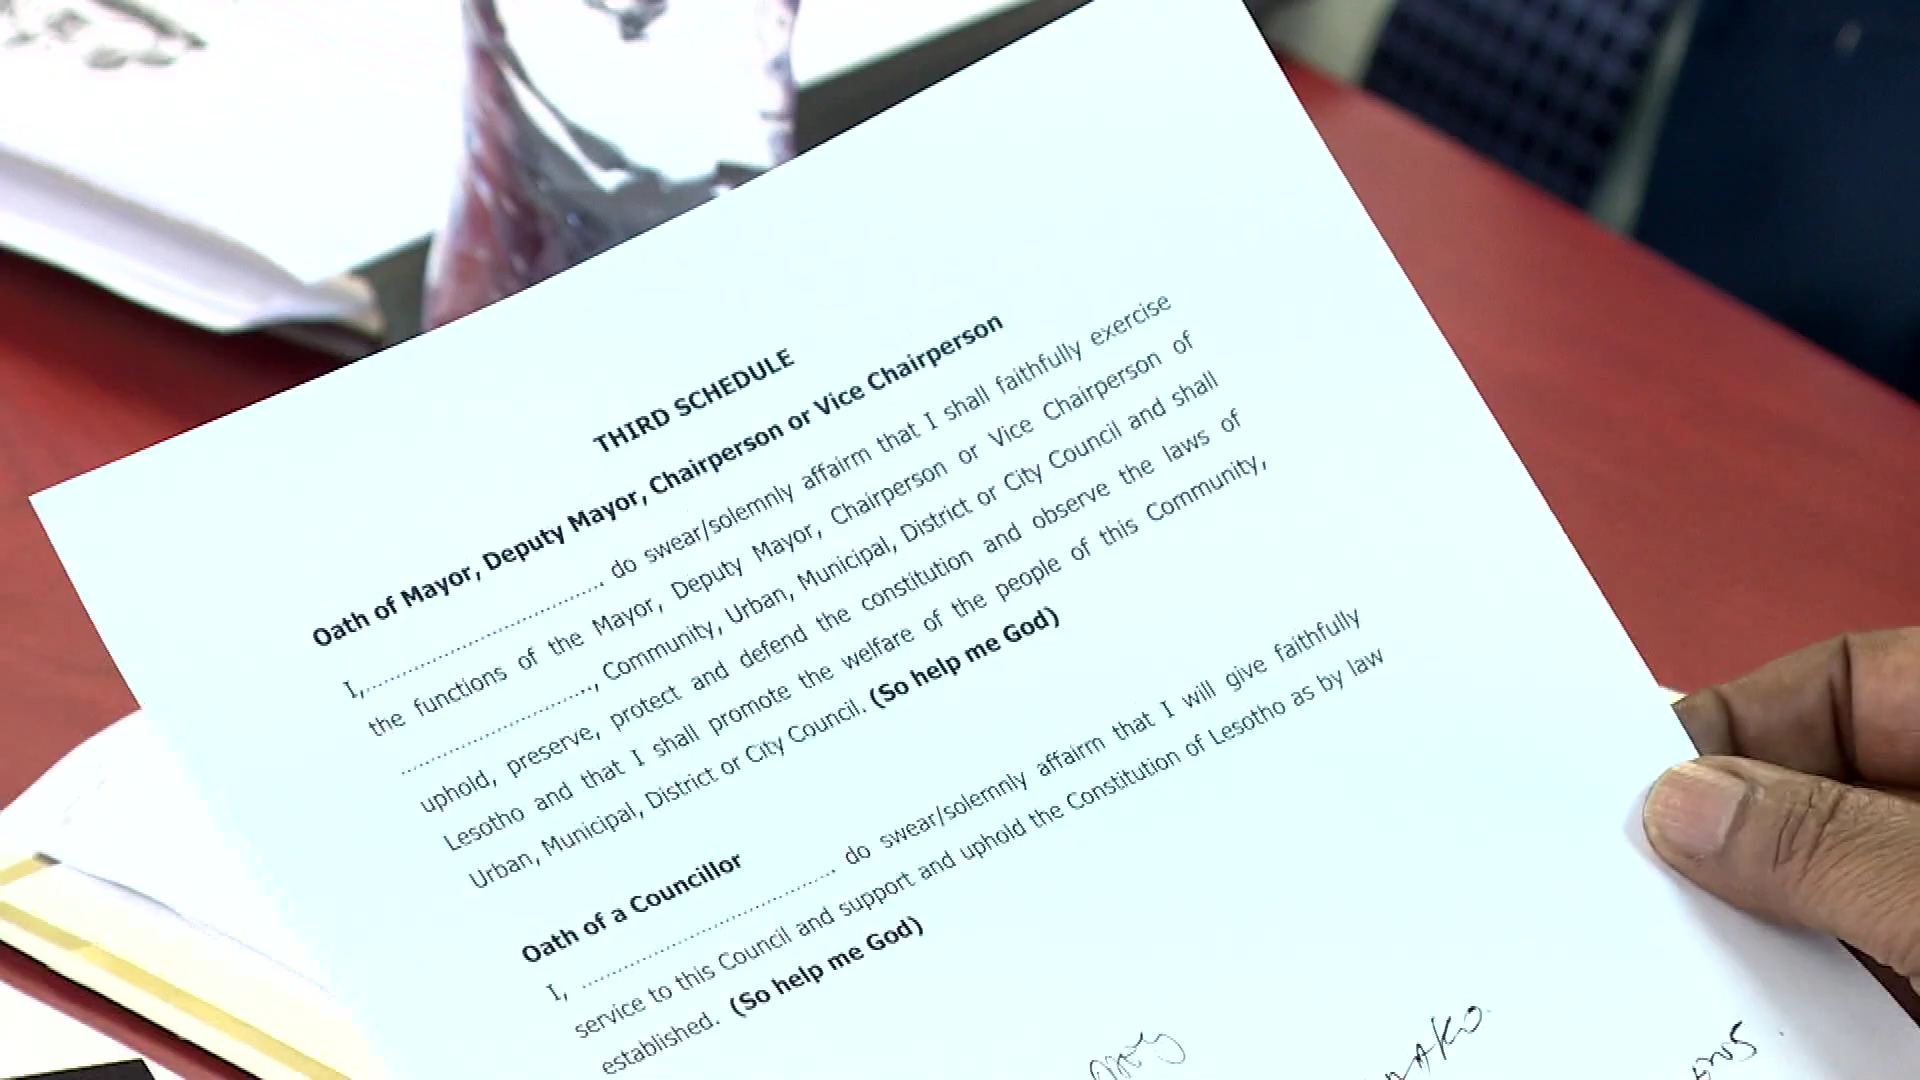 THIRD SCHEDULE
Oath of Mayor, Deputy Mayor, Chairperson or Vice Chairperson
I,................................................ do swear/solemnly affairm that I shall faithfully exercise
the functions of the Mayor, Deputy Mayor, Chairperson or Vice Chairperson of
......................................, Community, Urban, Municipal, District or City Council and shall
uphold, preserve, protect and defend the constitution and observe the laws of
Lesotho and that I shall promote the welfare of the people of this Community,
Urban, Municipal, District or City Council. (So help me God)
Oath of a Councillor
I, .................................................. do swear/solemnly affairm that I will give faithfully
service to this Council and support and uphold the Constitution of Lesotho as by law
established. (So help me God)